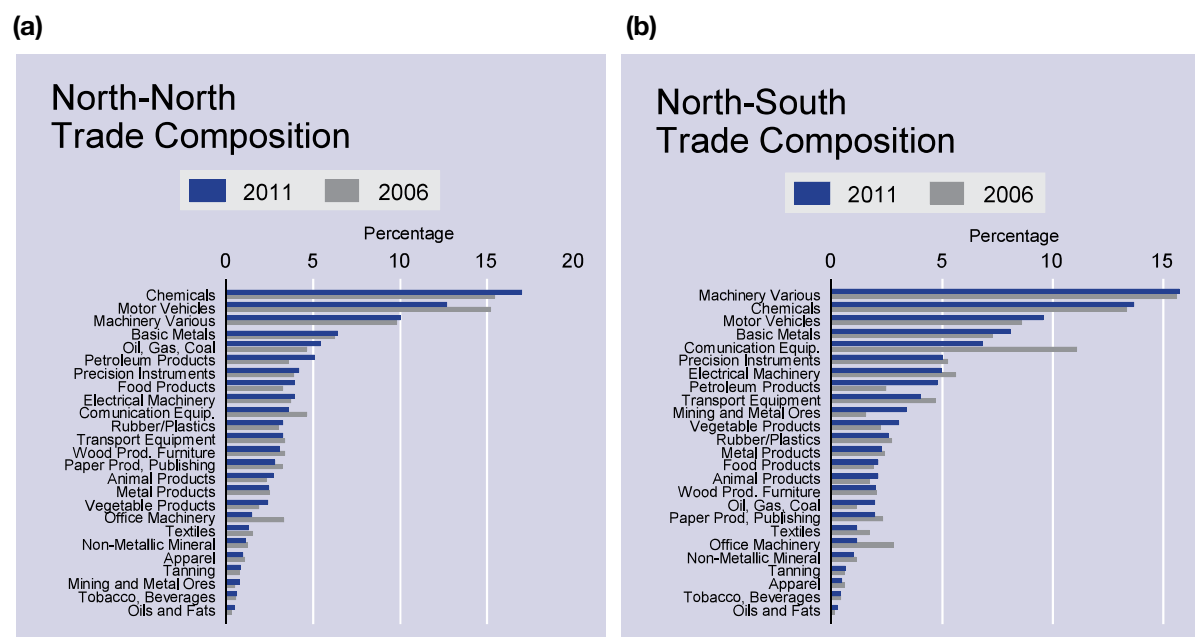 (a)
North-North
Trade Composition
2011 2006
Percentage
0 5 10 15 20
Chemicals
Motor Vehicles
Machinery Various
Basic Metals
Oil, Gas, Coal
Petroleum Products
Precision Instruments
Food Products
Electrical Machinery
Comunication Equip.
Rubber/Plastics
Transport Equipment
Wood Prod. Furniture
Paper Prod, Publishing
Animal Products
Metal Products
Vegetable Products
Office Machinery
Textiles
Non-Metallic Mineral
Apparel
Tanning
Mining and Metal Ores
Tobacco, Beverages
Oils and Fats
(b)
North-South
Trade Composition
2011 2006
Percentage
0 5 10 15
Machinery Various
Chemicals
Motor Vehicles
Basic Metals
Comunication Equip.
Precision Instruments
Electrical Machinery
Petroleum Products
Transport Equipment
Mining and Metal Ores
Vegetable Products
Rubber/Plastics
Metal Products
Food Products
Animal Products
Wood Prod. Furniture
Oil, Gas, Coal
Paper Prod, Publishing
Textiles
Office Machinery
Non-Metallic Mineral
Tanning
Apparel
Tobacco, Beverages
Oils and Fats